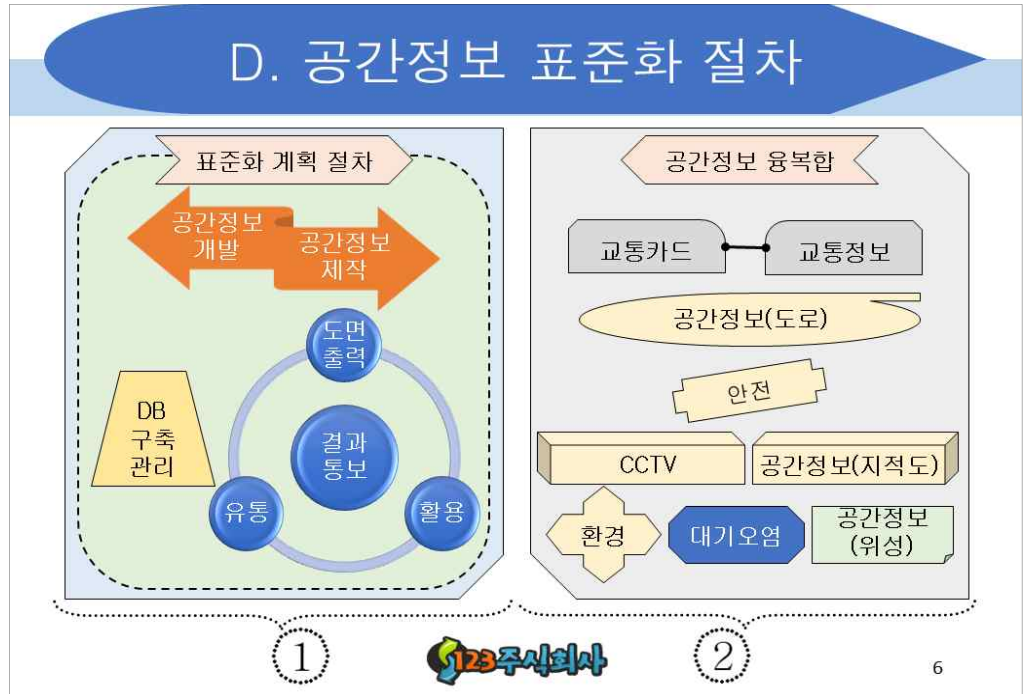 D. 공간정보 표준화 절차
표준화 계획 절차
공간정보
개발
공간정보
제작
도면
출력
DB
구축
관리
결과
통보
유통
활용
공간정보 융복합
교통카드
교통정보
공간정보(도로)
안전
CCTV
공간정보(지적도)
환경
대기오염
공간정보
(위성)
1
123주식회사
2
6